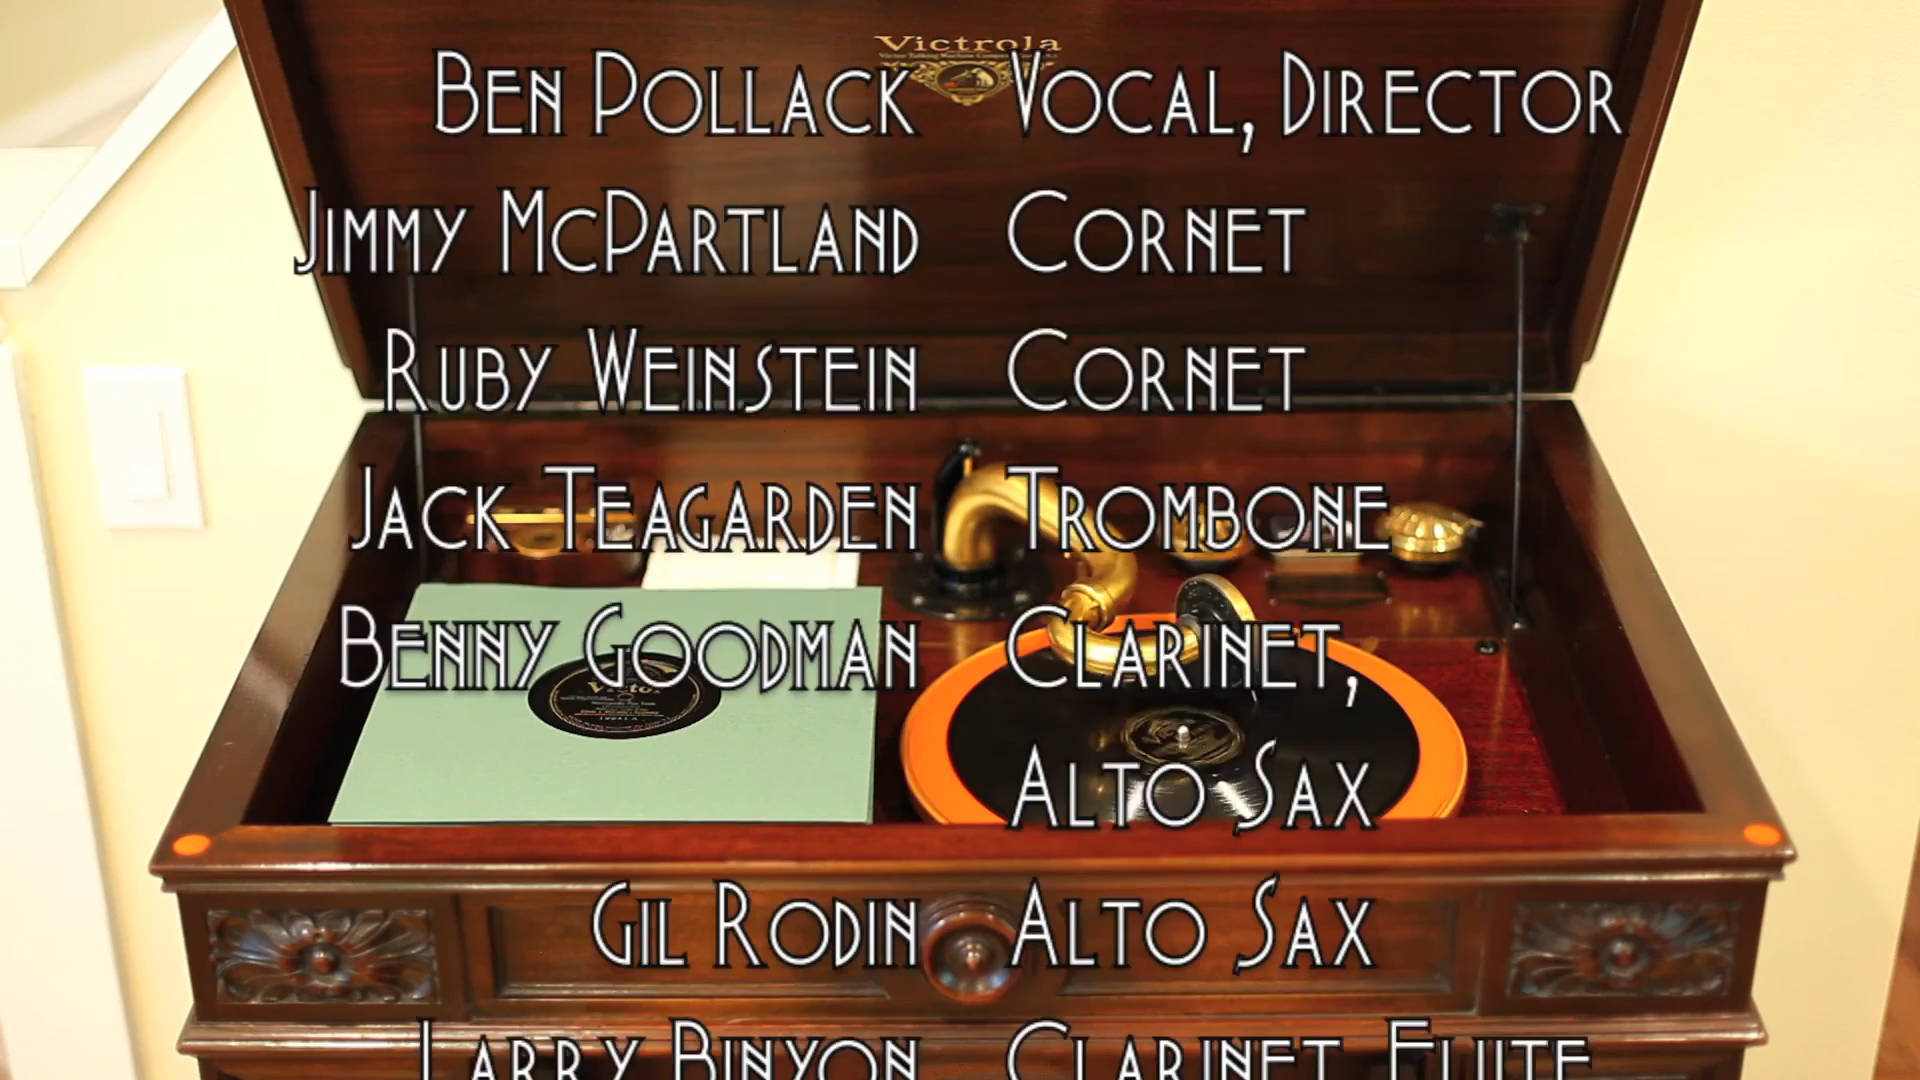 Victrola
Ben Pollack Vocal, Director
Jimmy McPartland Cornet
Ruby Weinstein Cornet
Jack Teagarden Trombone
Benny Goodman Clarinet,
Victor
Alto Sax
Gil Rodin Alto Sax
Larry Binyon Clarinet, Flute